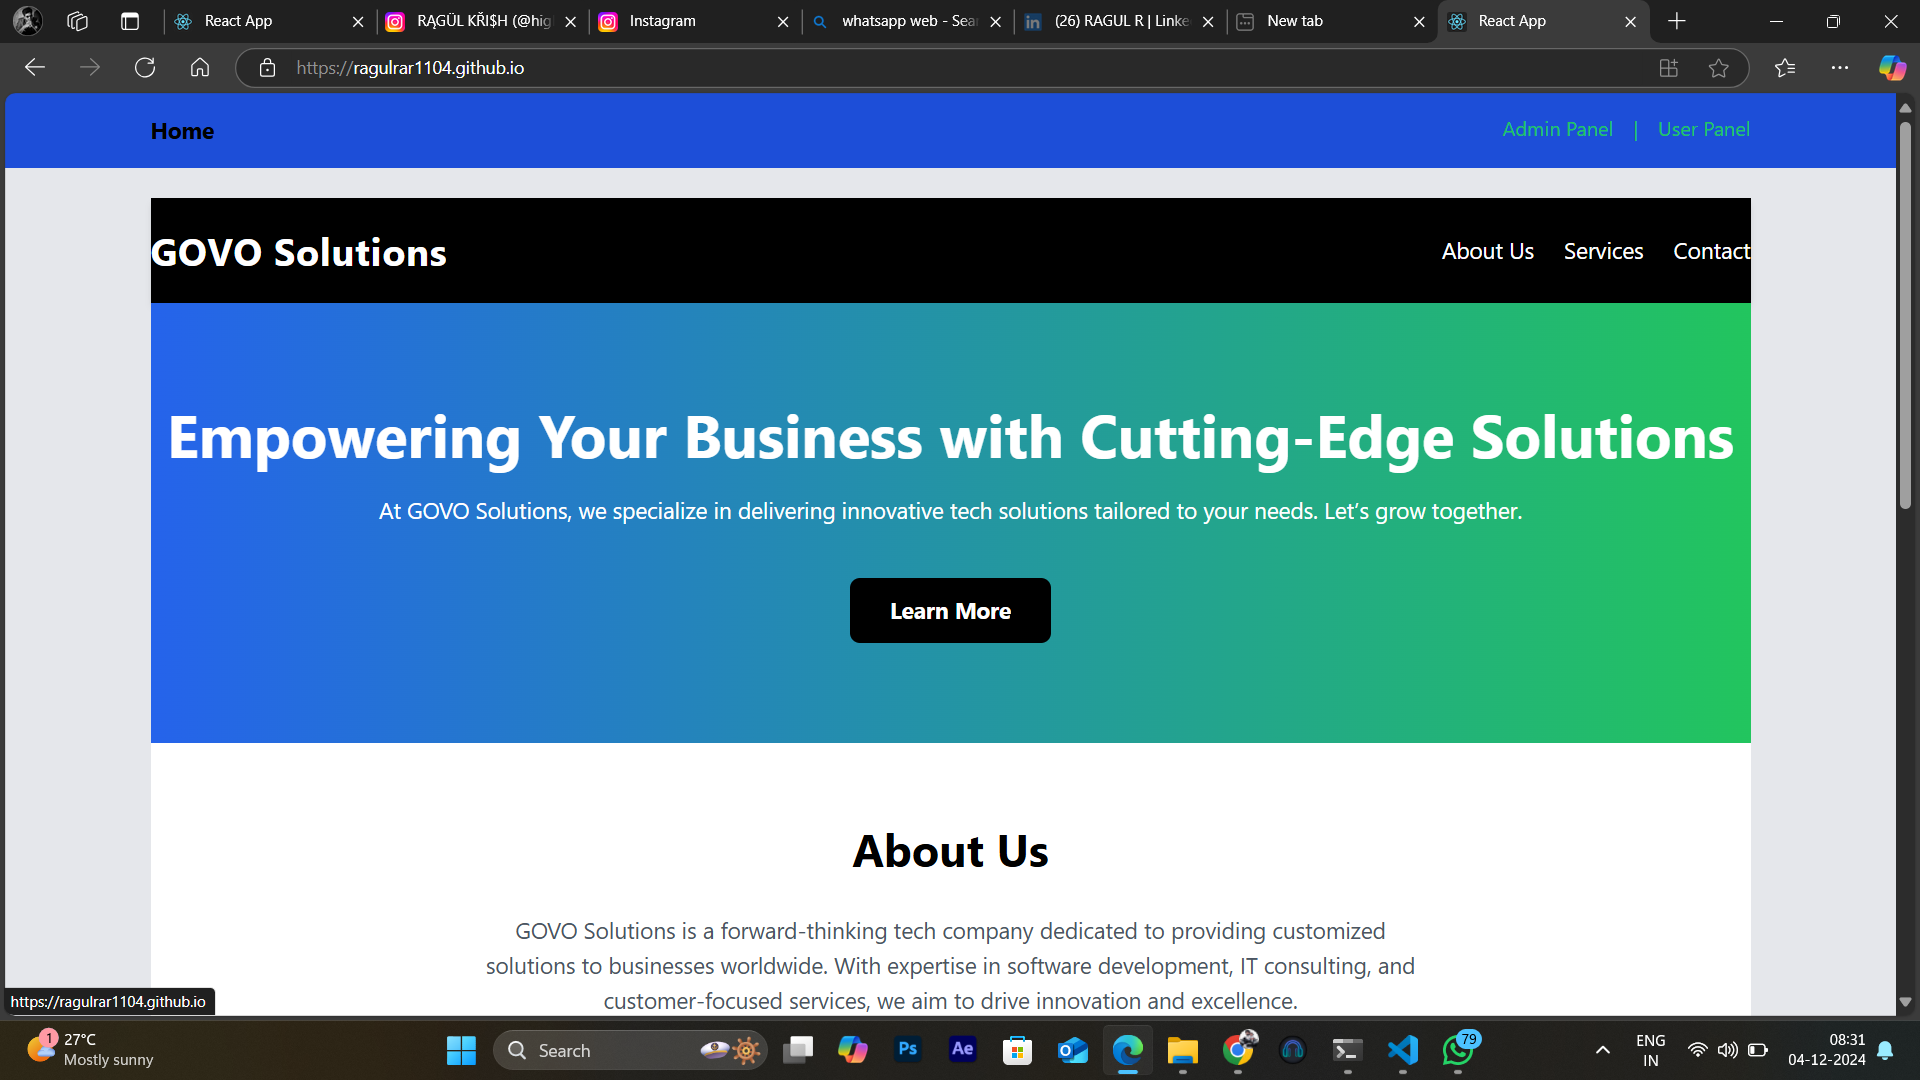 React App
RĄGÜL KŘI$H (@hig
Instagram
whatsapp web - Sear
(26) RAGUL R | Linke
New tab
React App
https://ragulrar1104.github.io
Home
Admin Panel | User Panel
GOVO Solutions
About Us Services Contact
Empowering Your Business with Cutting-Edge Solutions
At GOVO Solutions, we specialize in delivering innovative tech solutions tailored to your needs. Let’s grow together.
Learn More
About Us
GOVO Solutions is a forward-thinking tech company dedicated to providing customized
solutions to businesses worldwide. With expertise in software development, IT consulting, and
customer-focused services, we aim to drive innovation and excellence.
https://ragulrar1104.github.io
1
27°C
Mostly sunny
Search
Ps
Ae
79
ENG
IN
08:31
04-12-2024